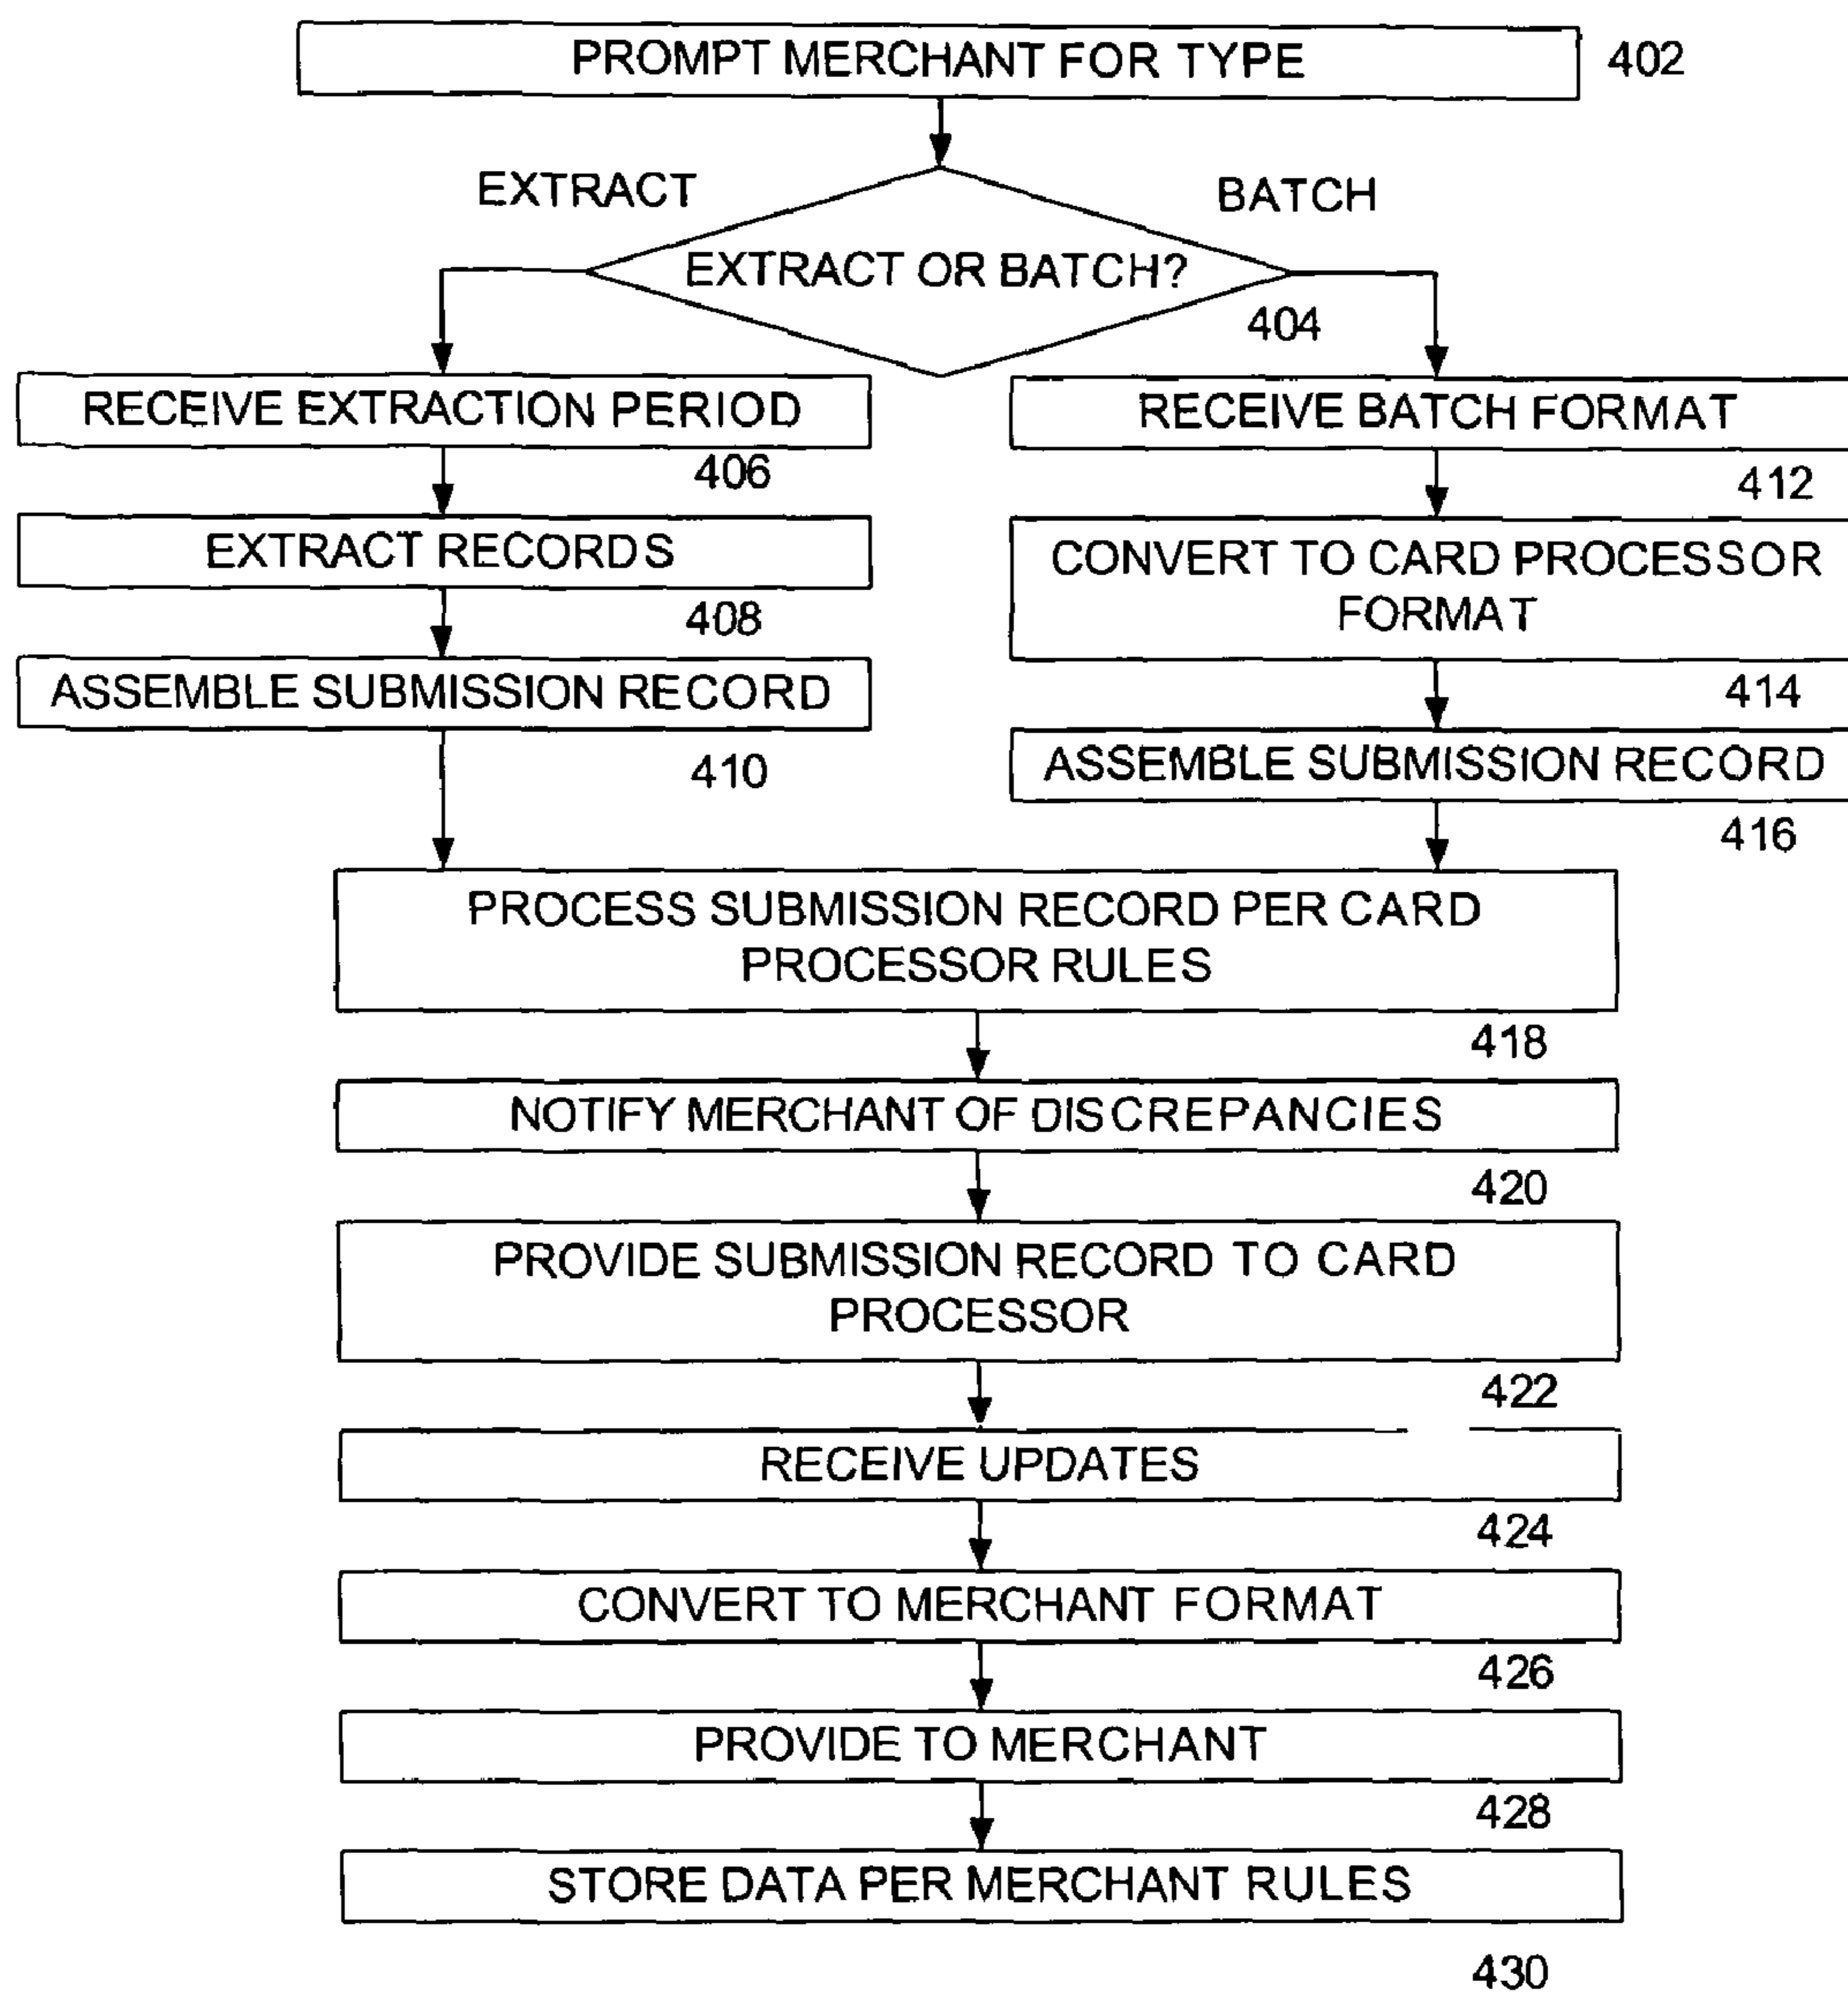 PROMPT MERCHANT FOR TYPE
402
EXTRACT
BATCH
EXTRACT OR BATCH?
404
RECEIVE EXTRACTION PERIOD
406
EXTRACT RECORDS
408
ASSEMBLE SUBMISSION RECORD
410
RECEIVE BATCH FORMAT
412
CONVERT TO CARD PROCESSOR
FORMAT
414
ASSEMBLE SUBMISSION RECORD
416
PROCESS SUBMISSION RECORD PER CARD
PROCESSOR RULES
418
NOTIFY MERCHANT OF DISCREPANCIES
420
PROVIDE SUBMISSION RECORD TO CARD
PROCESSOR
422
RECEIVE UPDATES
424
CONVERT TO MERCHANT FORMAT
426
PROVIDE TO MERCHANT
428
STORE DATA PER MERCHANT RULES
430